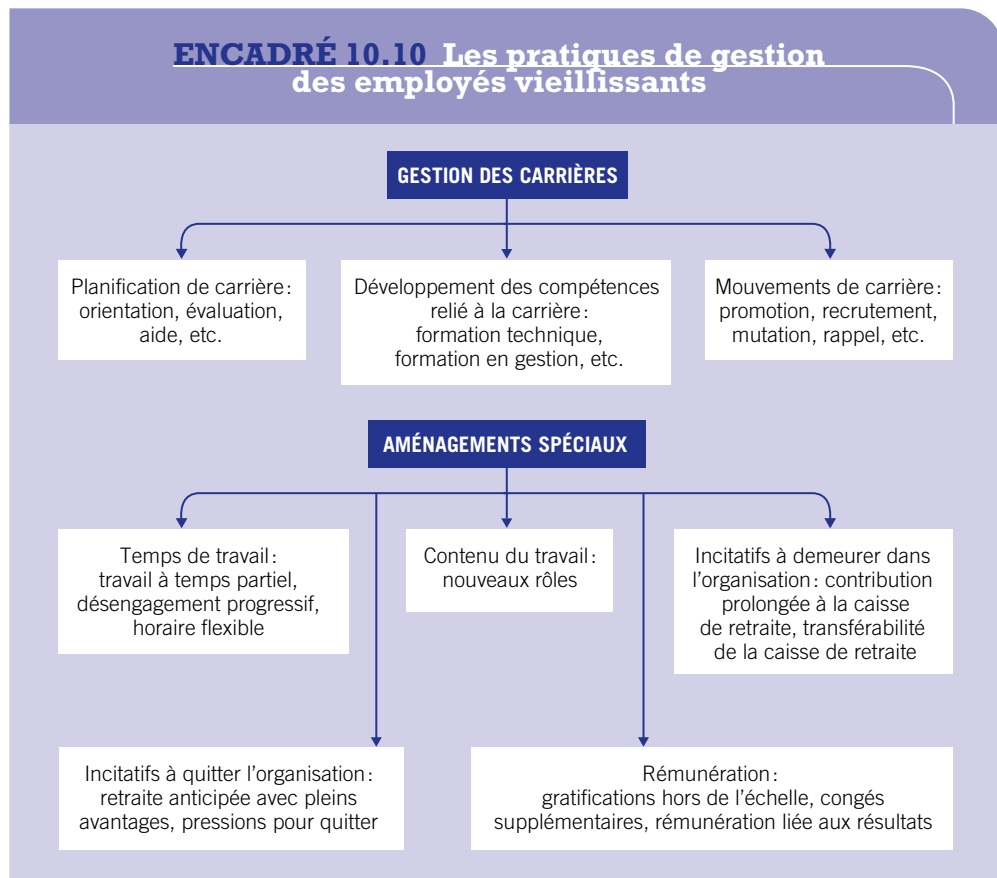 ENCADRÉ 10.10 Les pratiques de gestion
des employés vieillissants
GESTION DES CARRIÈRES
Planification de carrière :
orientation, évaluation,
aide, etc.
Développement des compétences
relié à la carrière :
formation technique,
formation en gestion, etc.
Mouvements de carrière :
promotion, recrutement,
mutation, rappel, etc.
AMÉNAGEMENTS SPÉCIAUX
Temps de travail :
travail à temps partiel,
désengagement progressif,
horaire flexible
Contenu du travail :
nouveaux rôles
Incitatifs à demeurer dans
l'organisation : contribution
prolongée à la caisse
de retraite, transférabilité
de la caisse de retraite
Incitatifs à quitter l'organisation :
retraite anticipée avec pleins
avantages, pressions pour quitter
Rémunération :
gratifications hors de l'échelle, congés
supplémentaires, rémunération liée aux résultats